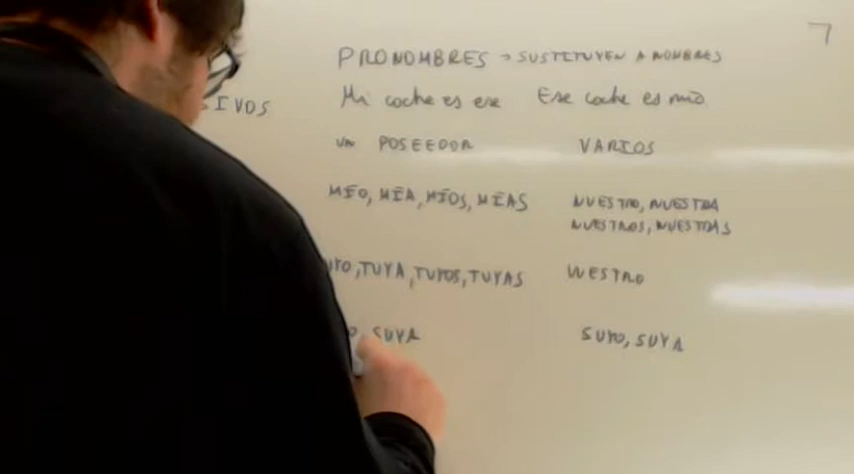 PRONOMBRES → SUSTITUYEN A NOMBRES
IVOS
Mi coche es ese Ese coche es mío.
UN POSEEDOR VARIOS
MÍO, MÍA, MÍOS, MÍAS NUESTRO, NUESTRA
NUESTROS, NUESTRAS
UYO, TUYA, TUYOS, TUYAS VUESTRO
O, SUYA SUYO, SUYA